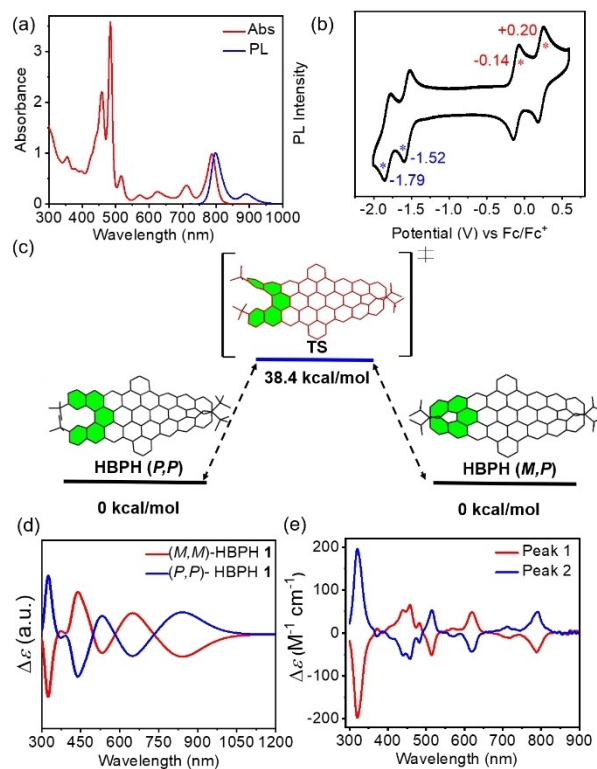 (a)
Abs
PL
Absorbance
4
3
2
1
0
300 400 500 600 700 800 900 1000
Wavelength (nm)
PL Intensity
(b)
+0.20
-0.14
*
*
*
*
-1.52
-1.79
-2.0 -1.5 -1.0 -0.5 0.0 0.5
Potential (V) vs Fc/Fc+
(c)
‡
TS
38.4 kcal/mol
HBPH (P,P)
0 kcal/mol
HBPH (M,P)
0 kcal/mol
(d)
(M,M)-HBPH 1
(P,P)- HBPH 1
Δε (a.u.)
300 450 600 750 900 1050 1200
Wavelength (nm)
(e)
Peak 1
Peak 2
Δε (M-1 cm-1)
200
100
0
-100
-200
300 400 500 600 700 800 900
Wavelength (nm)